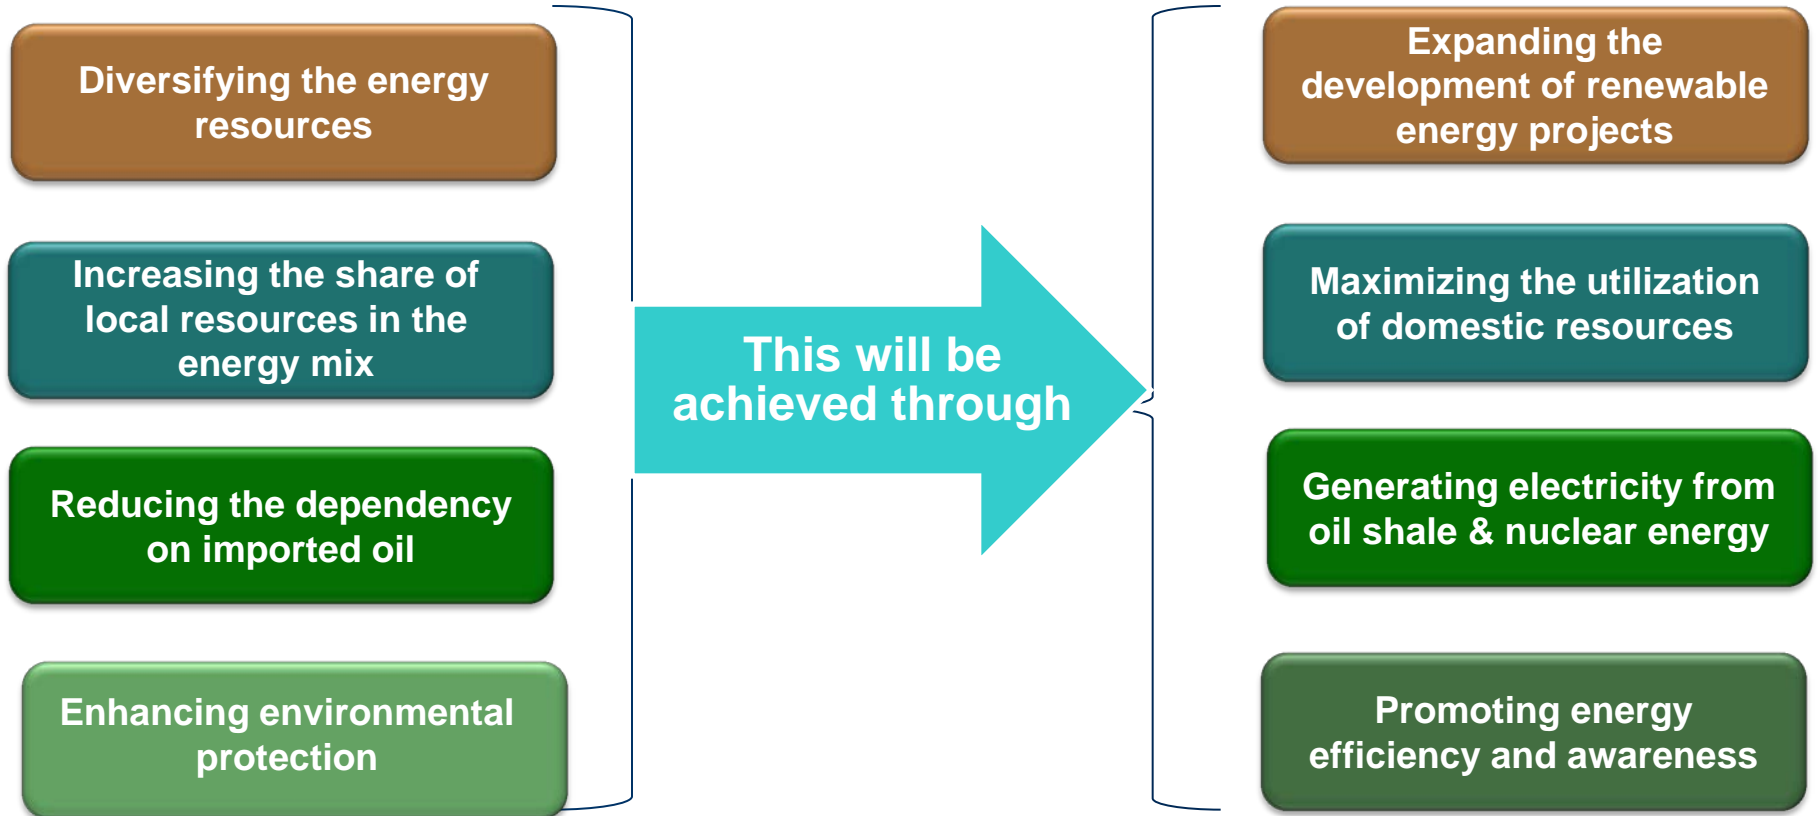 Diversifying the energy
resources
Increasing the share of
local resources in the
energy mix
Reducing the dependency
on imported oil
Enhancing environmental
protection
This will be
achieved through
Expanding the
development of renewable
energy projects
Maximizing the utilization
of domestic resources
Generating electricity from
oil shale & nuclear energy
Promoting energy
efficiency and awareness